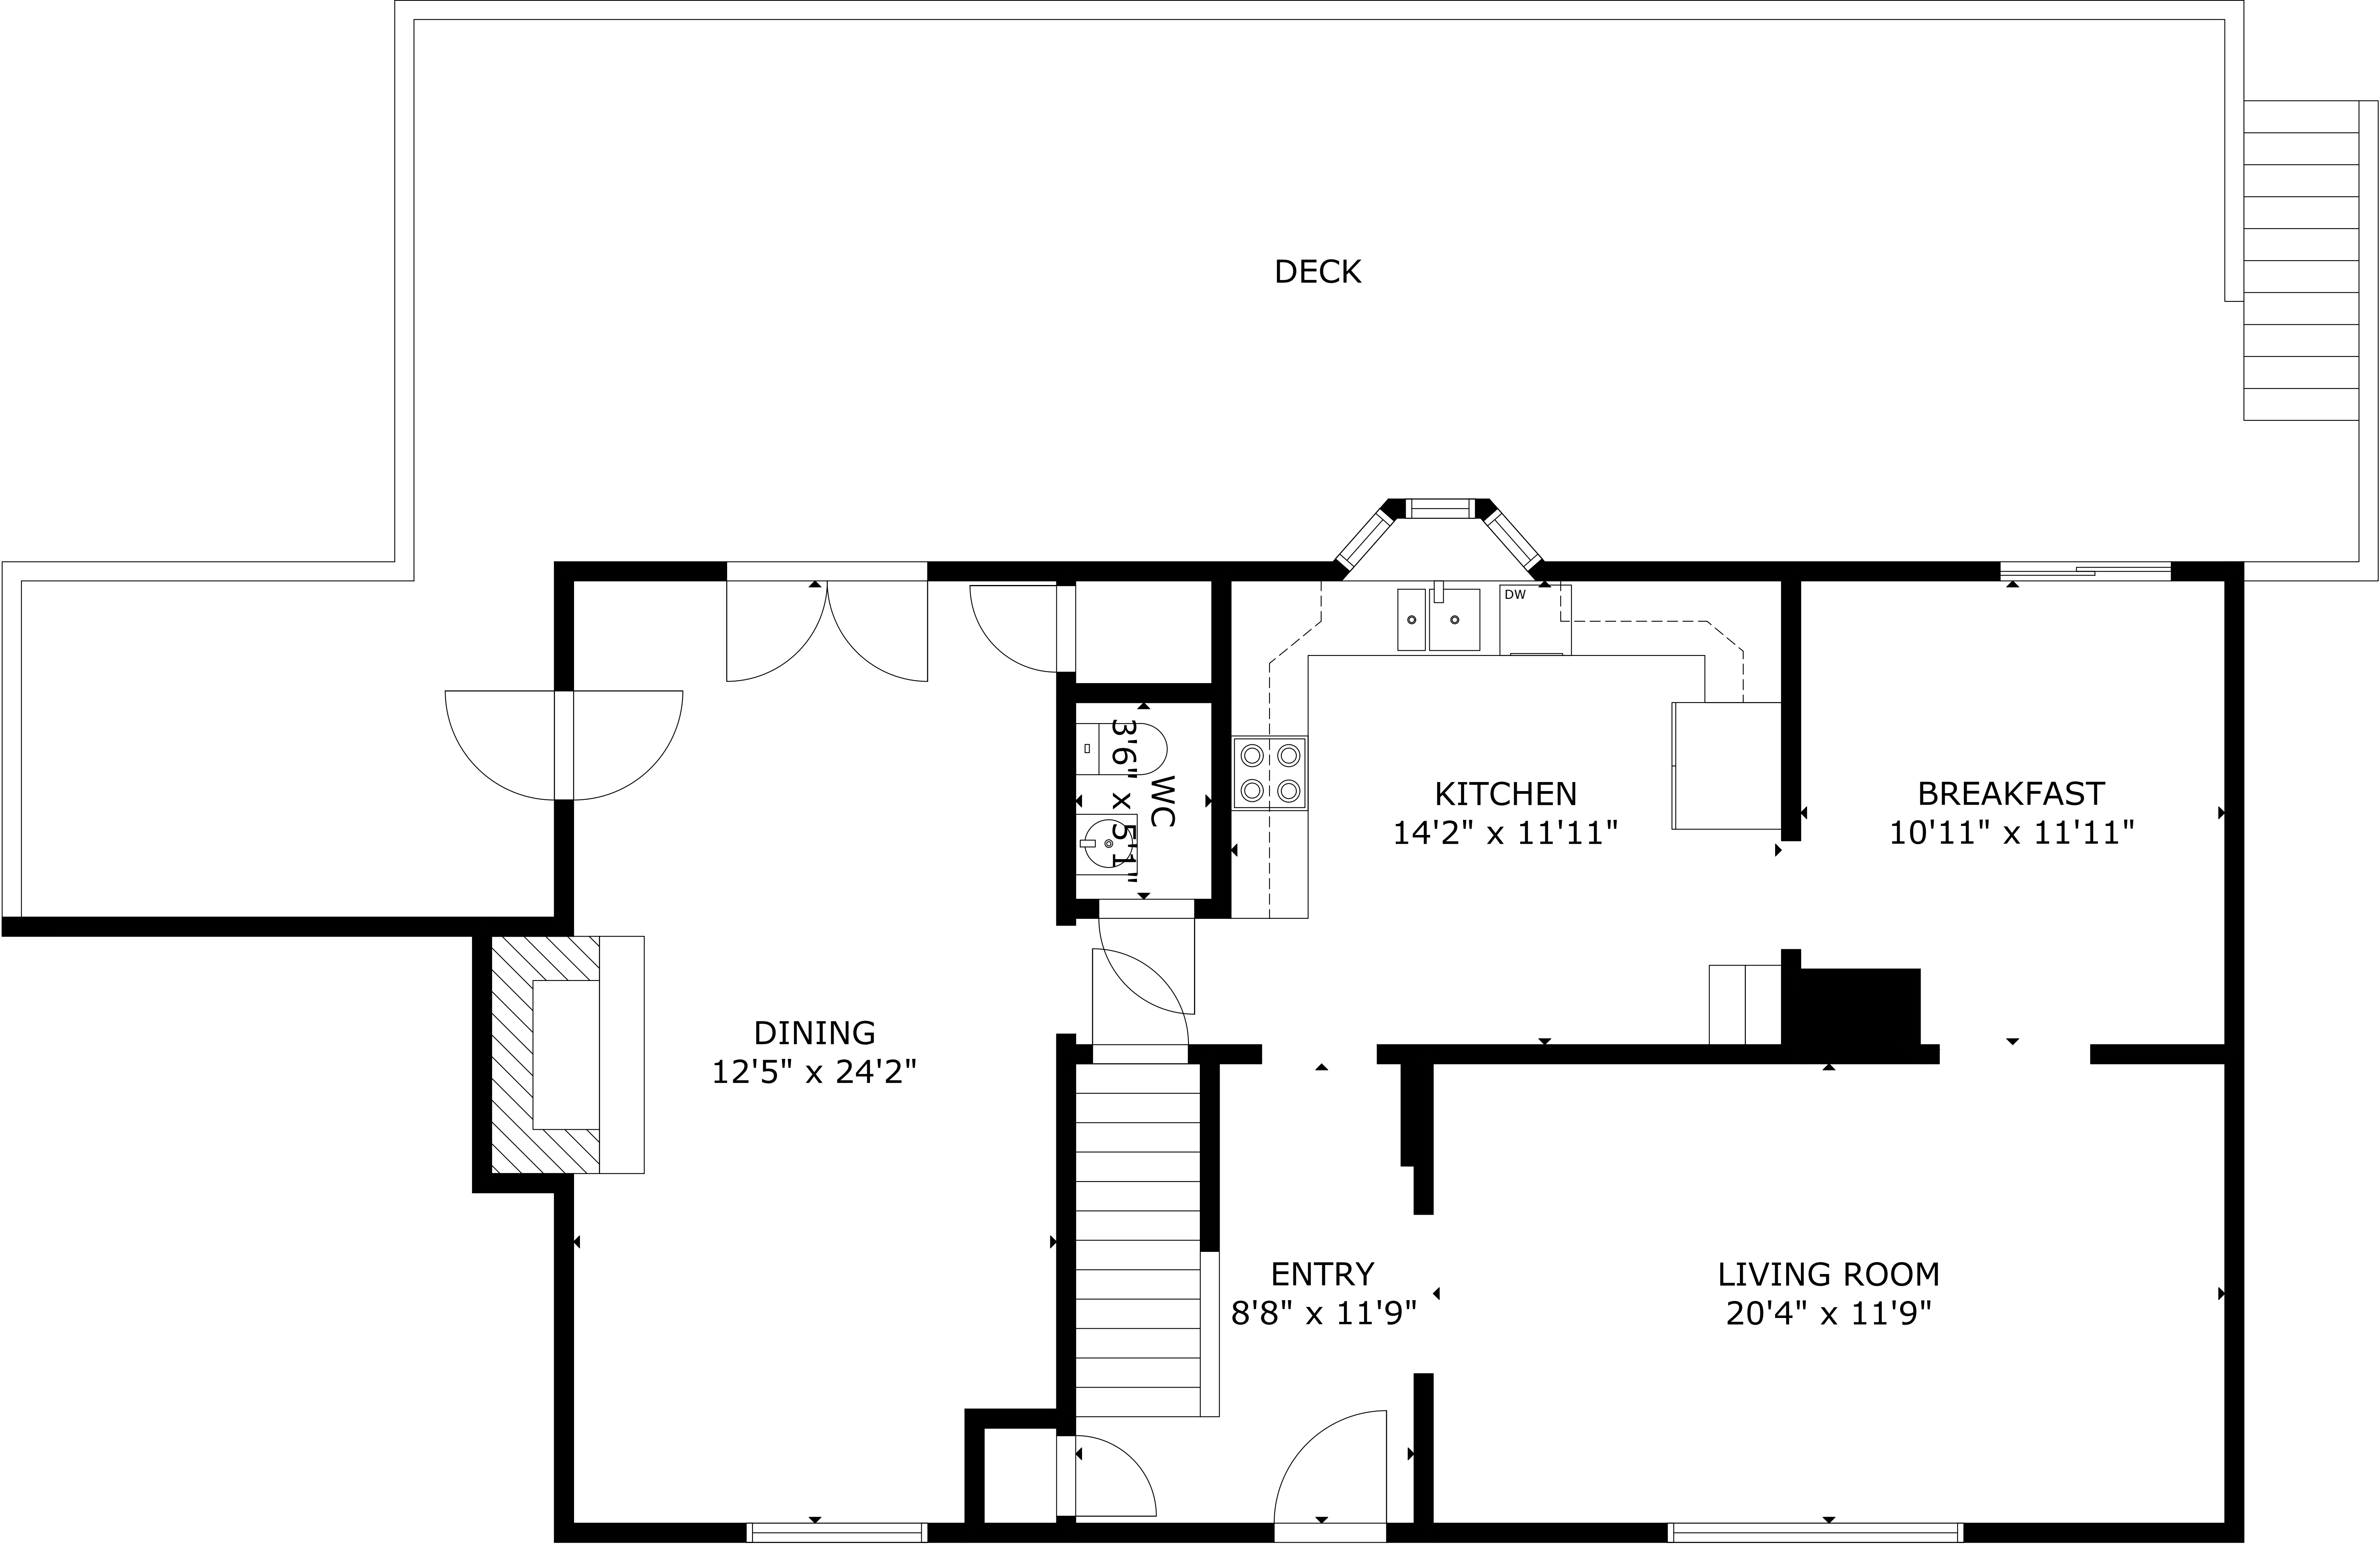 DECK
DW
WC
3'6" x 5'1"
KITCHEN
14'2" x 11'11"
BREAKFAST
10'11" x 11'11"
DINING
12'5" x 24'2"
ENTRY
8'8" x 11'9"
LIVING ROOM
20'4" x 11'9"